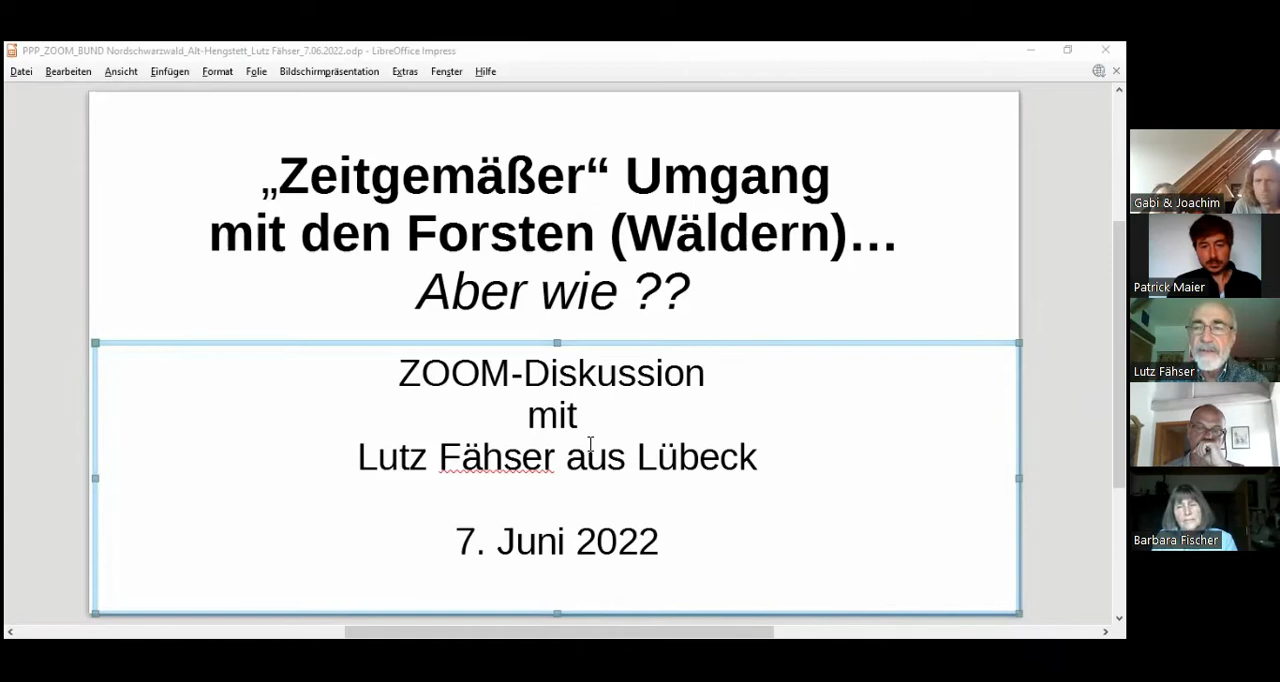 PPP_ZOOM_BUND Nordschwarzwald_Alt-Hengstett_Lutz Fähser_7.06.2022.odp - LibreOffice Impress
Datei Bearbeiten Ansicht Einfügen Format Folie Bildschirmpräsentation Extras Fenster Hilfe
„Zeitgemäßer“ Umgang
mit den Forsten (Wäldern)…
Aber wie ??
ZOOM-Diskussion
mit
Lutz Fähser aus Lübeck
7. Juni 2022
Gabi & Joachim
Patrick Maier
Lutz Fähser
Barbara Fischer